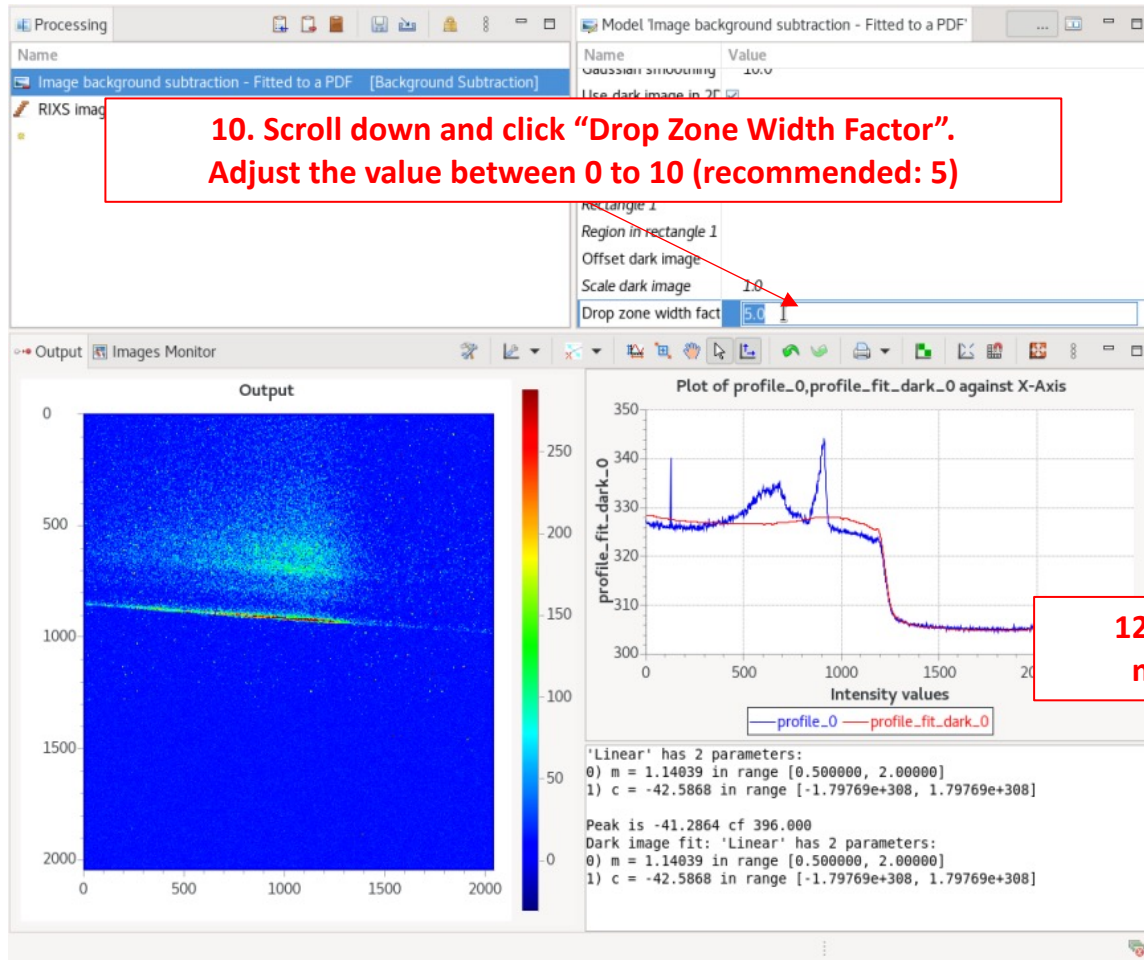 Processing
Name
Image background subtraction - Fitted to a PDF [Background Subtraction]
RIXS imag
Model 'Image background subtraction - Fitted to a PDF'
...
Name Value
Gaussian smoothing 10.0
Use dark image in 2D
10. Scroll down and click “Drop Zone Width Factor”.
Adjust the value between 0 to 10 (recommended: 5)
Rectangle 1
Region in rectangle 1
Offset dark image
Scale dark image 1.0
Drop zone width fact 5.0
Output Images Monitor
Output
0
500
1000
1500
2000
0 500 1000 1500 2000
250
200
150
100
50
0
Plot of profile_0,profile_fit_dark_0 against X-Axis
profile_fit_dark_0
350
340
330
320
310
300
0 500 1000 1500 20
Intensity values
profile_0 profile_fit_dark_0
12
'Linear' has 2 parameters:
0) m = 1.14039 in range [0.500000, 2.00000]
1) c = -42.5868 in range [-1.79769e+308, 1.79769e+308]
Peak is -41.2864 cf 396.000
Dark image fit: 'Linear' has 2 parameters:
0) m = 1.14039 in range [0.500000, 2.00000]
1) c = -42.5868 in range [-1.79769e+308, 1.79769e+308]